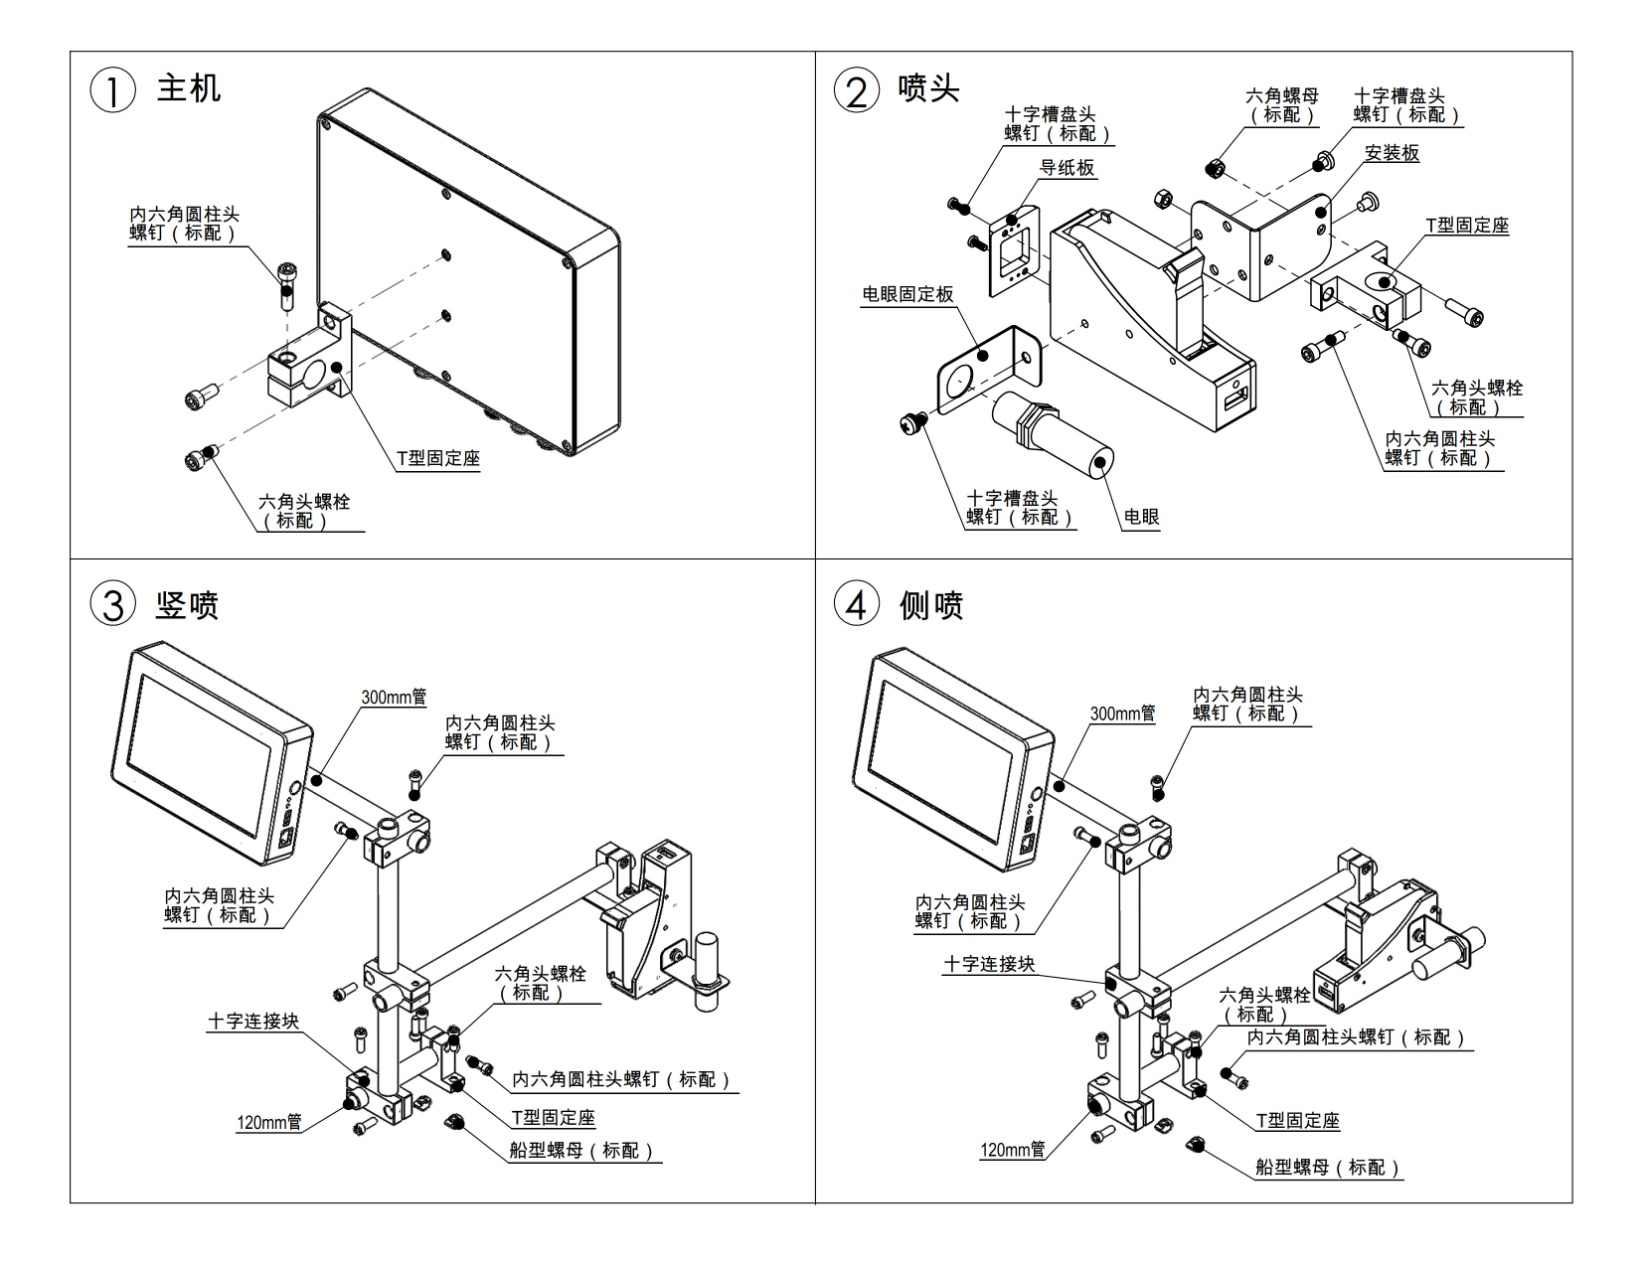 ① 主机
内六角圆柱头
螺钉（标配）
T型固定座
六角头螺栓
（标配）
② 喷头
十字槽盘头
螺钉（标配）
导纸板
六角螺母
（标配）
十字槽盘头
螺钉（标配）
安装板
T型固定座
电眼固定板
六角头螺栓
（标配）
内六角圆柱头
螺钉（标配）
十字槽盘头
螺钉（标配）
电眼
③ 竖喷
300mm管
内六角圆柱头
螺钉（标配）
内六角圆柱头
螺钉（标配）
六角头螺栓
（标配）
十字连接块
内六角圆柱头螺钉（标配）
120mm管
T型固定座
船型螺母（标配）
④ 侧喷
300mm管
内六角圆柱头
螺钉（标配）
内六角圆柱头
螺钉（标配）
十字连接块
六角头螺栓
（标配）
内六角圆柱头螺钉（标配）
T型固定座
120mm管
船型螺母（标配）